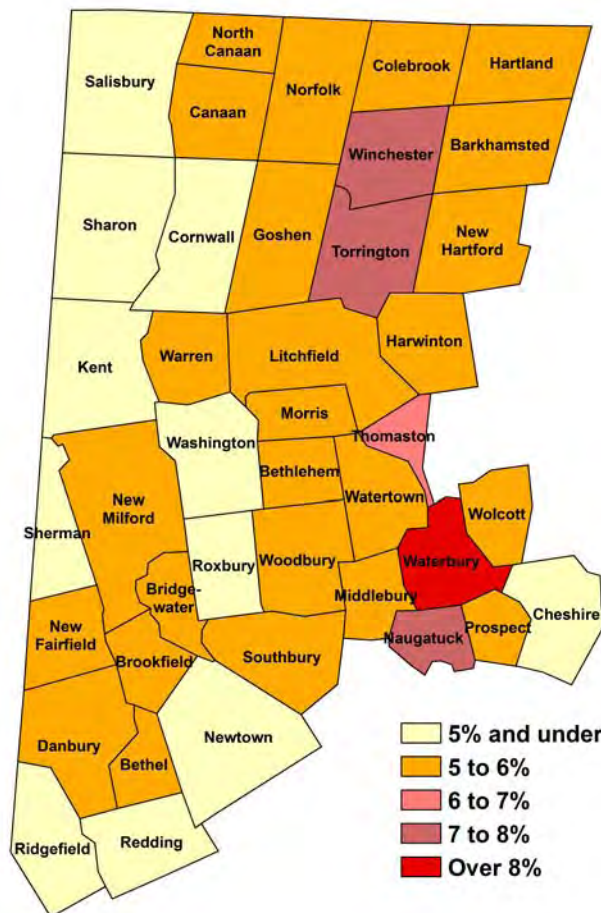 North
Canaan
Salisbury
Colebrook
Hartland
Norfolk
Canaan
Winchester
Barkhamsted
Sharon
Cornwall
Goshen
Torrington
New
Hartford
Kent
Warren
Litchfield
Harwinton
Morris
Washington
Thomaston
Bethlehem
New
Milford
Watertown
Wolcott
Sherman
Roxbury
Woodbury
Waterbury
Bridge-
water
Middlebury
Cheshire
New
Fairfield
Brookfield
Southbury
Naugatuck
Prospect
Danbury
Bethel
Newtown
Ridgefield
Redding
5% and under
5 to 6%
6 to 7%
7 to 8%
Over 8%